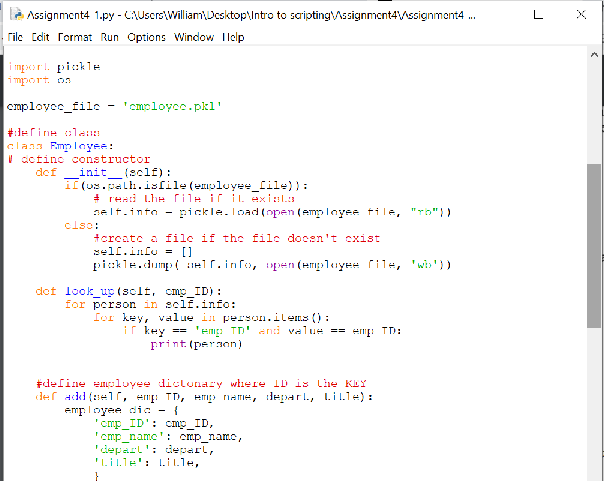 Assignment4-1.py - C:\Users\William\Desktop\Intro to scripting\Assignment4\Assignment4 ...
File Edit Format Run Options Window Help
import pickle
import os
employee_file = 'employee.pkl'
#define class
class Employee:
# define constructor
def __init__(self):
if(os.path.isfile(employee_file)):
# read the file if it exists
self.info = pickle.load(open(employee_file, "rb"))
else:
#create a file if the file doesn't exist
self.info = []
pickle.dump( self.info, open(employee_file, 'wb'))
def look_up(self, emp_ID):
for person in self.info:
for key, value in person.items():
if key == 'emp_ID' and value == emp_ID:
print(person)
#define employee dictonary where ID is the KEY
def add(self, emp_ID, emp_name, depart, title):
employee_dic = {
'emp_ID': emp_ID,
'emp_name': emp_name,
'depart': depart,
'title': title,
}